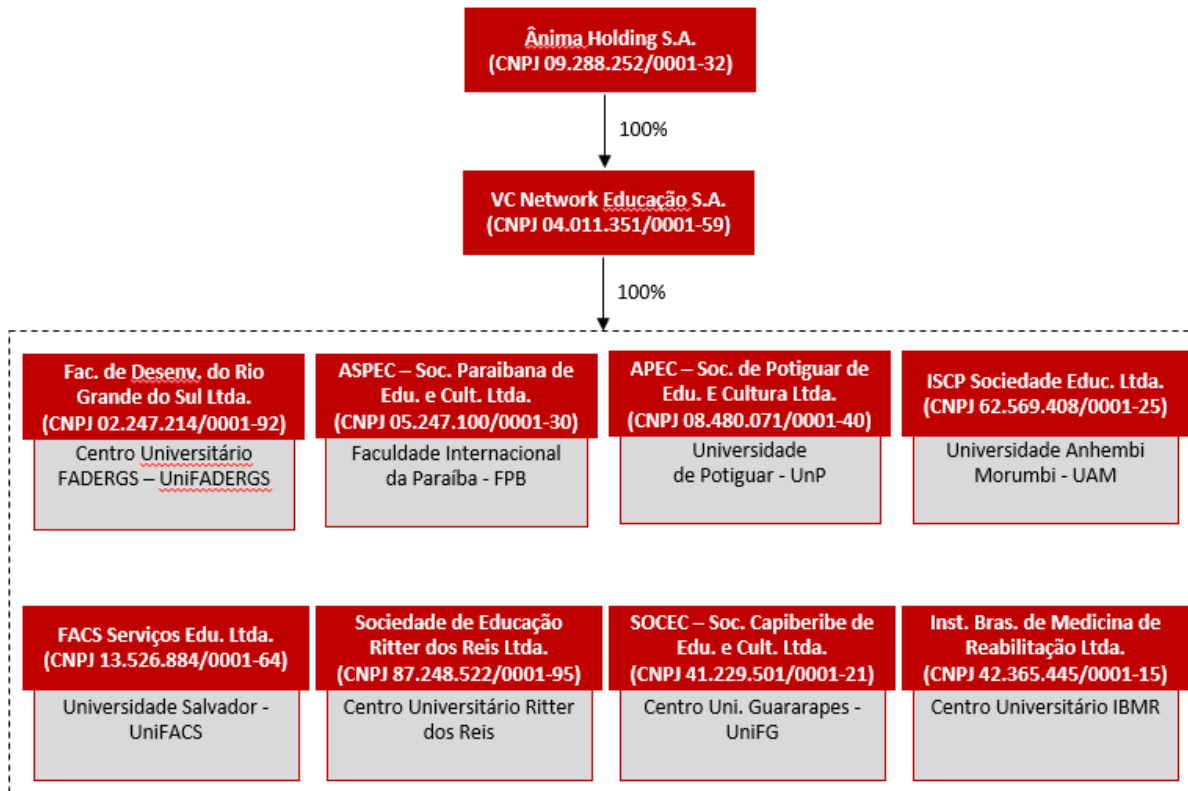 Ânima Holding S.A.
(CNPJ 09.288.252/0001-32)
100%
VC Network Educação S.A.
(CNPJ 04.011.351/0001-59)
100%
Fac. de Desenv. do Rio
Grande do Sul Ltda.
(CNPJ 02.247.214/0001-92)
Centro Universitário
FADERGS – UniFADERGS
ASPEC – Soc. Paraibana de
Edu. e Cult. Ltda.
(CNPJ 05.247.100/0001-30)
Faculdade Internacional
da Paraíba - FPB
APEC – Soc. de Potiguar de
Edu. E Cultura Ltda.
(CNPJ 08.480.071/0001-40)
Universidade
de Potiguar - UnP
ISCP Sociedade Educ. Ltda.
(CNPJ 62.569.408/0001-25)
Universidade Anhembi
Morumbi - UAM
FACS Serviços Edu. Ltda.
(CNPJ 13.526.884/0001-64)
Universidade Salvador -
UniFACS
Sociedade de Educação
Ritter dos Reis Ltda.
(CNPJ 87.248.522/0001-95)
Centro Universitário Ritter
dos Reis
SOCEC – Soc. Capiberibe de
Edu. e Cult. Ltda.
(CNPJ 41.229.501/0001-21)
Centro Uni. Guararapes -
UniFG
Inst. Bras. de Medicina de
Reabilitação Ltda.
(CNPJ 42.365.445/0001-15)
Centro Universitário IBMR